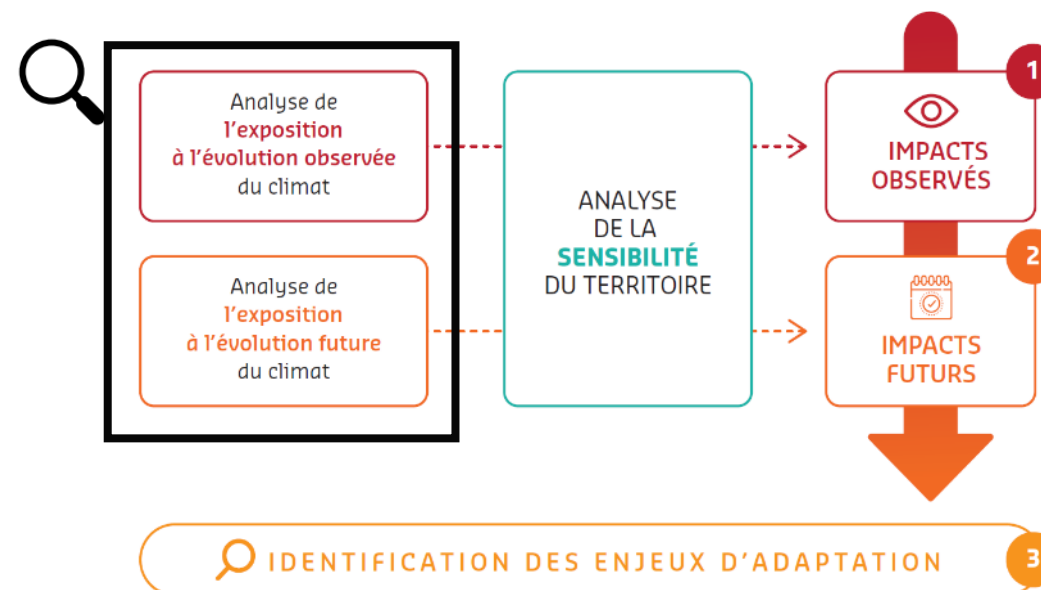 Analyse de
l'exposition
à l'évolution observée
du climat
Analyse de
l'exposition
à l'évolution future
du climat
ANALYSE
DE LA
SENSIBILITÉ
DU TERRITOIRE
1
IMPACTS
OBSERVÉS
2
IMPACTS
FUTURS
IDENTIFICATION DES ENJEUX D'ADAPTATION
3